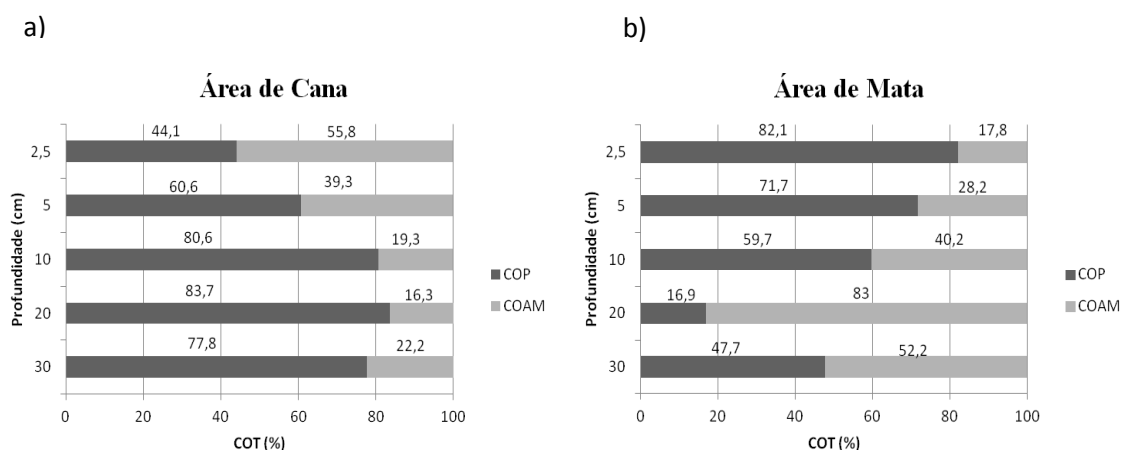 a)
Área de Cana
44,1 55,8
2,5
60,6 39,3
5
80,6 19,3
10
83,7 16,3
20
77,8 22,2
30
0 20 40 60 80 100
COT (%)
Profundidade (cm)
COP
COAM
b)
Área de Mata
82,1 17,8
2,5
71,7 28,2
5
59,7 40,2
10
16,9 83
20
47,7 52,2
30
0 20 40 60 80 100
COT (%)
Profundidade (cm)
COP
COAM